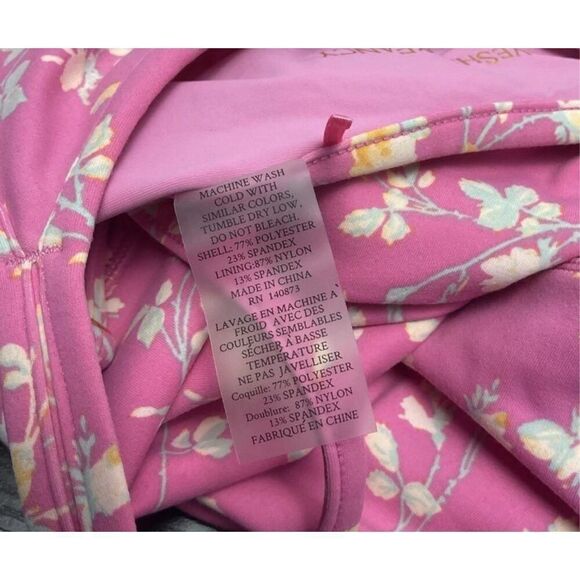 VESH
FANCY
MACHINE WASH
COLD WITH
SIMILAR COLORS,
TUMBLE DRY LOW,
DO NOT BLEACH.
SHELL: 77% POLYESTER
23% SPANDEX
LINING:87% NYLON
13% SPANDEX
MADE IN CHINA
RN 140873
LAVAGE EN MACHINE À
FROID AVEC DES
COULEURS SEMBLABLES
SÉCHER À BASSE
TEMPÉRATURE
NE PAS JAVELLISER
Coquille: 77% POLYESTER
23% SPANDEX
Doublure: 87% NYLON
13% SPANDEX
FABRIQUÉ EN CHINE